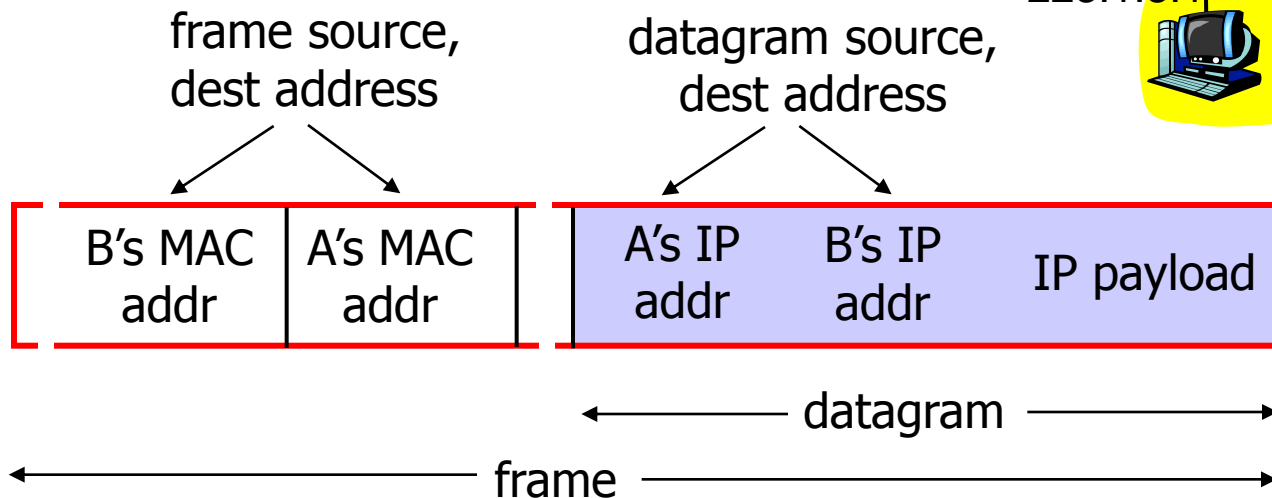 frame source,
dest address
datagram source,
dest address
B's MAC
addr
A's MAC
addr
A's IP
addr
B's IP
addr
IP payload
datagram
frame